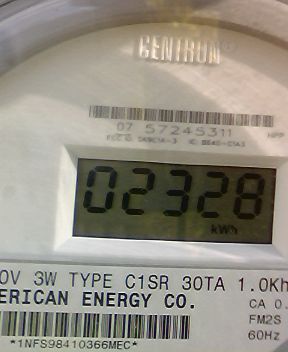 CENTRON
07 57245311
02328
kWh
0V 3W TYPE C1SR 30TA 1.0Kh
ERICAN ENERGY CO.
CA 0.
FM2S
60Hz
*1NFS98410366MEC*